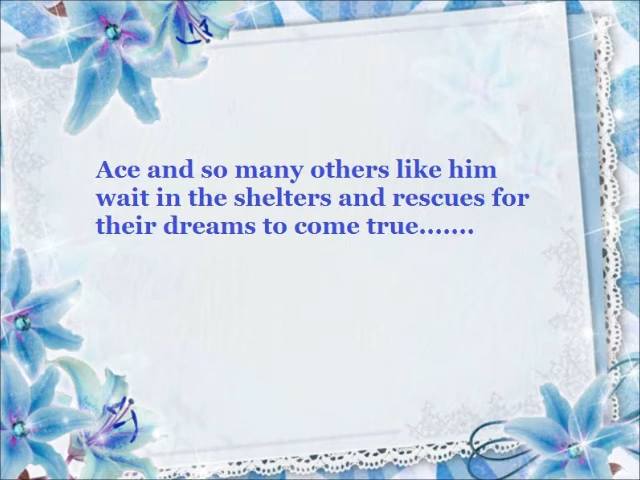 Ace and so many others like him
wait in the shelters and rescues for
their dreams to come true.......